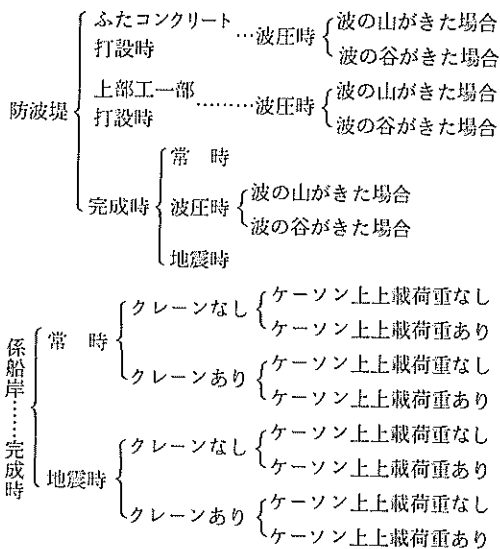 防波堤
ふたコンクリート
打設時
…波圧時
波の山がきた場合
波の谷がきた場合
上部工一部
打設時
………波圧時
波の山がきた場合
波の谷がきた場合
完成時
常　時
波圧時
波の山がきた場合
波の谷がきた場合
地震時
係船岸……完成時
常　時
クレーンなし
ケーソン上上載荷重なし
ケーソン上上載荷重あり
クレーンあり
ケーソン上上載荷重なし
ケーソン上上載荷重あり
地震時
クレーンなし
ケーソン上上載荷重なし
ケーソン上上載荷重あり
クレーンあり
ケーソン上上載荷重なし
ケーソン上上載荷重あり